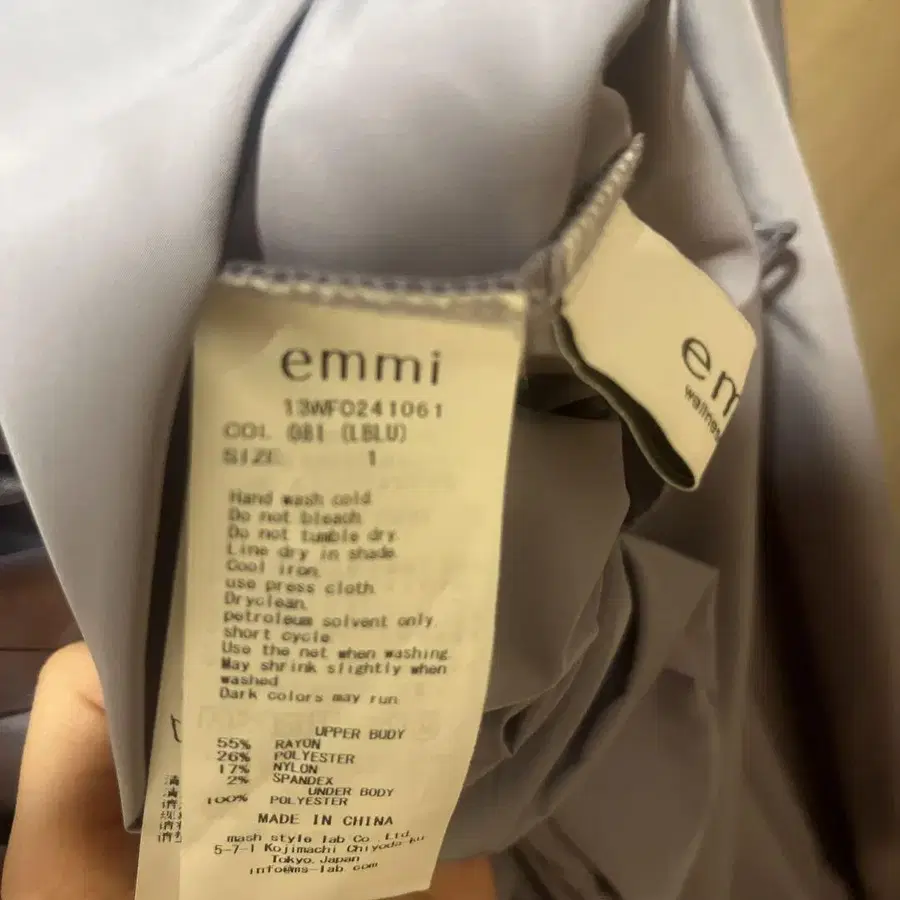 emmi
13WFO241061
COL 081 (LBLU)
SIZE 1
Hand wash cold.
Do not bleach.
Do not tumble dry.
Line dry in shade.
Cool iron.
use press cloth.
Dryclean.
petroleum solvent only.
short cycle.
Use the net when washing.
May shrink slightly when
washed
Dark colors may run.
UPPER BODY
55% RAYON
26% POLYESTER
17% NYLON
2% SPANDEX
UNDER BODY
100% POLYESTER
MADE IN CHINA
mash style lab Co.,Ltd.
5-7-1 Kojimachi Chiyoda-ku
Tokyo,Japan
info@ms-lab.com
em